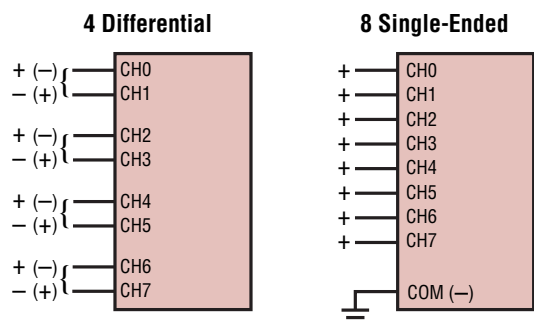 4 Differential
+ (–) { CH0
– (+) CH1
+ (–) { CH2
– (+) CH3
+ (–) { CH4
– (+) CH5
+ (–) { CH6
– (+) CH7
8 Single-Ended
+ CH0
+ CH1
+ CH2
+ CH3
+ CH4
+ CH5
+ CH6
+ CH7
COM (–)